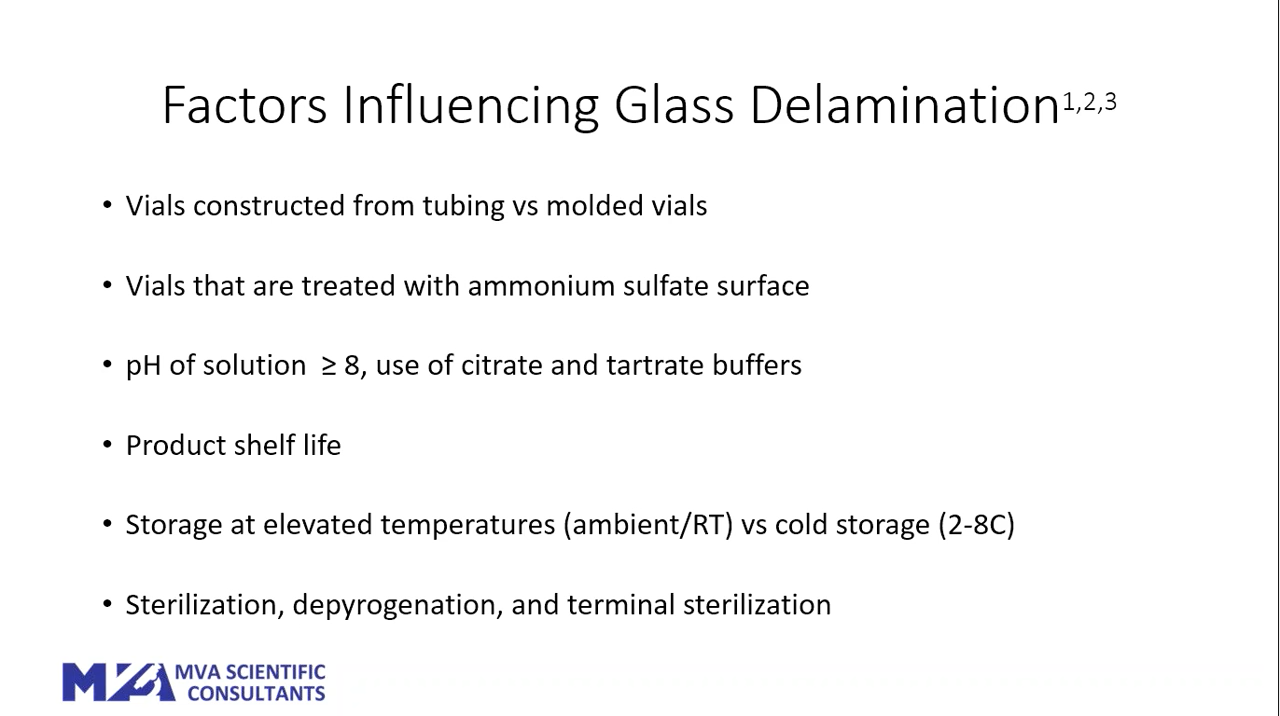 Factors Influencing Glass Delamination1,2,3
• Vials constructed from tubing vs molded vials
• Vials that are treated with ammonium sulfate surface
• pH of solution  ≥ 8, use of citrate and tartrate buffers
• Product shelf life
• Storage at elevated temperatures (ambient/RT) vs cold storage (2-8C)
• Sterilization, depyrogenation, and terminal sterilization
MVA MVA SCIENTIFIC
CONSULTANTS